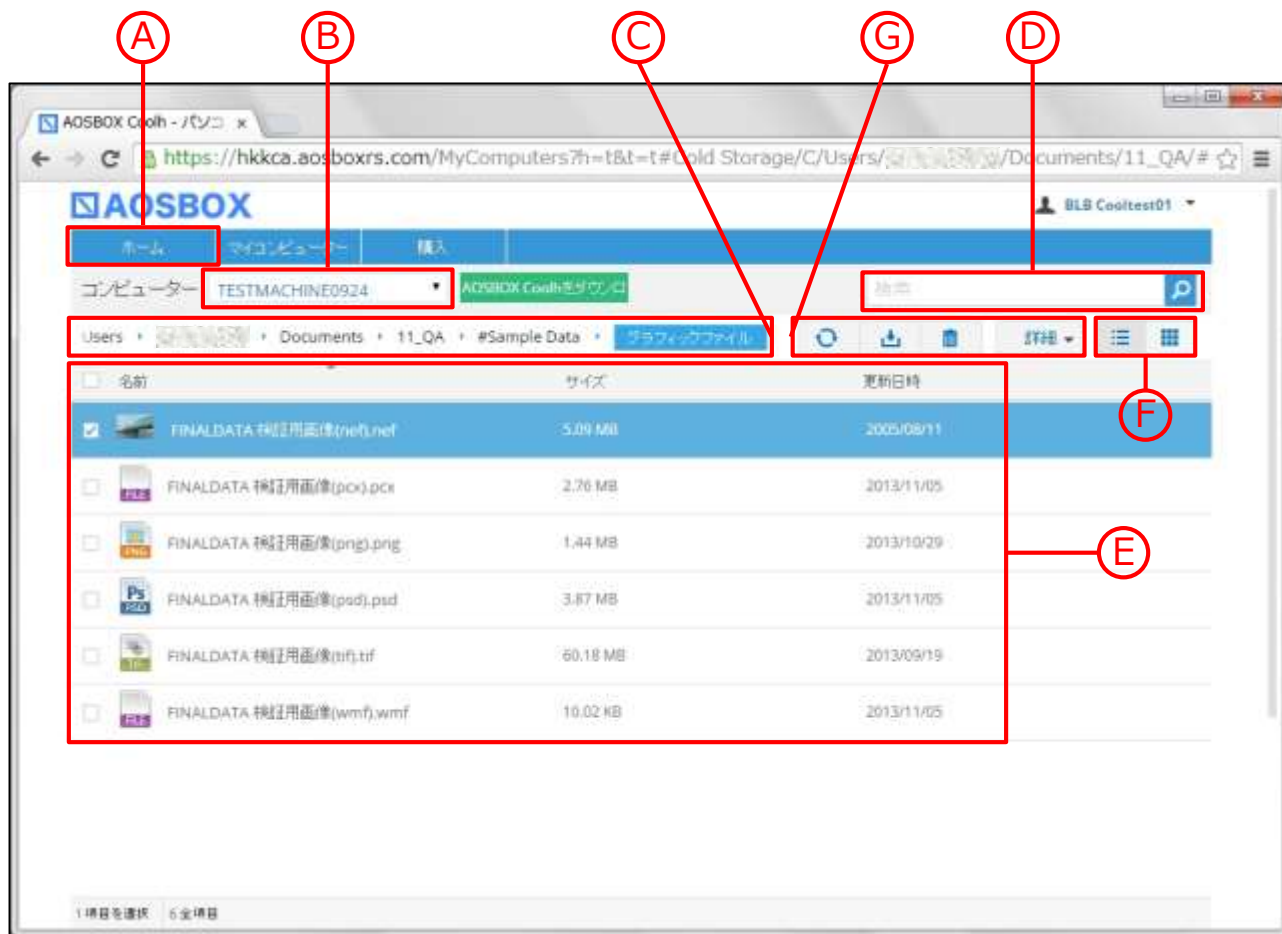 A B C G D
AOSBOX Coolh - パソコ ×
https://hkkca.aosboxrs.com/MyComputers?h=t&t=t#Cold Storage/C/Users/ /Documents/11_QA/#
AOSBOX
BLB Cooltest01
ホーム マイコンピューター 購入
コンピューター TESTMACHINE0924 AOSBOX Coolhをダウンロ 検索
Users Documents 11_QA #Sample Data グラフィックファイル 詳細
名前 サイズ 更新日時
F
FINALDATA 検証用画像(nef).nef 5.09 MB 2005/08/11
FILE FINALDATA 検証用画像(pcx).pcx 2.76 MB 2013/11/05
PNG FINALDATA 検証用画像(png).png 1.44 MB 2013/10/29
E
Ps PSD FINALDATA 検証用画像(psd).psd 3.87 MB 2013/11/05
FINALDATA 検証用画像(tif).tif 60.18 MB 2013/09/19
FILE FINALDATA 検証用画像(wmf).wmf 10.02 KB 2013/11/05
1 項目を選択 6 全項目